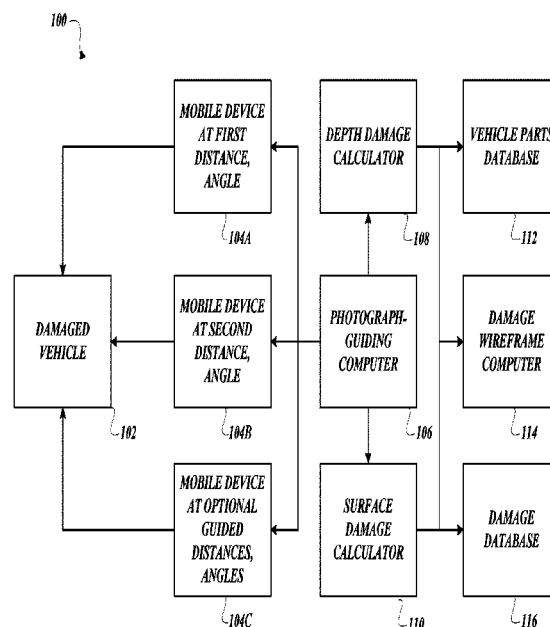 100
MOBILE DEVICE
AT FIRST
DISTANCE,
ANGLE
104A
DEPTH DAMAGE
CALCULATOR
108
VEHICLE PARTS
DATABASE
112
DAMAGED
VEHICLE
102
MOBILE DEVICE
AT SECOND
DISTANCE,
ANGLE
104B
PHOTOGRAPH-
GUIDING
COMPUTER
106
DAMAGE
WIREFRAME
COMPUTER
114
MOBILE DEVICE
AT OPTIONAL
GUIDED
DISTANCES,
ANGLES
104C
SURFACE
DAMAGE
CALCULATOR
110
DAMAGE
DATABASE
116